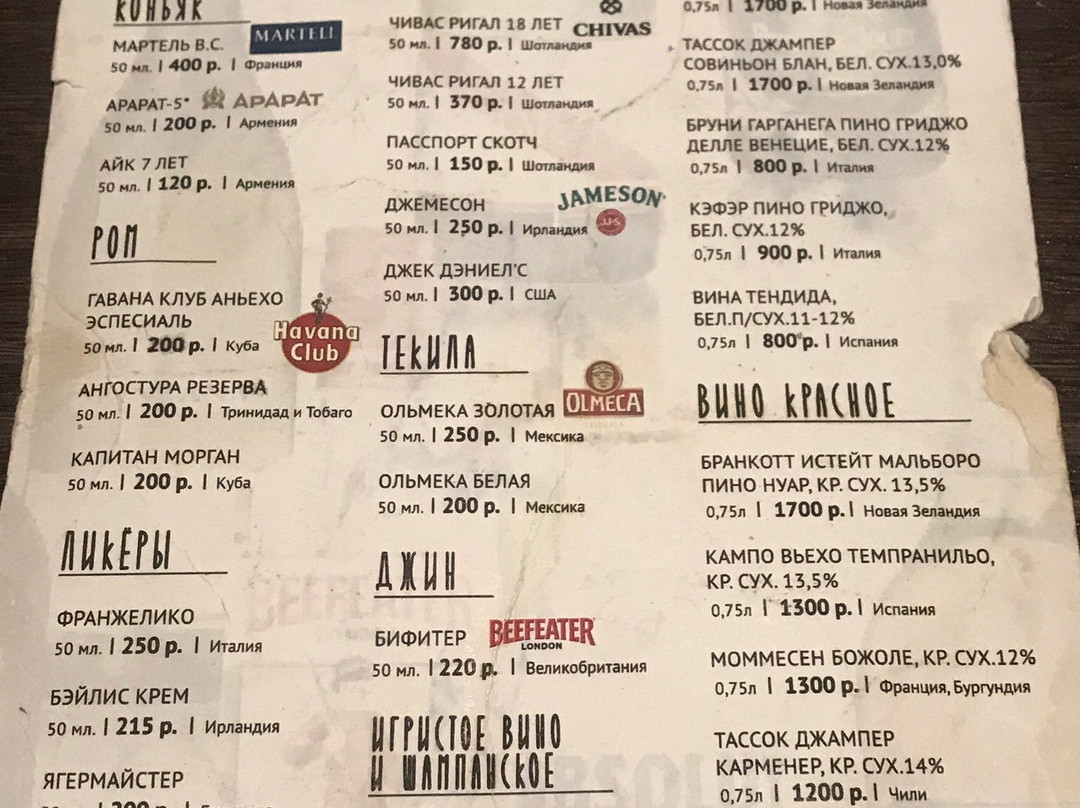 КОНЬЯК
МАРТЕЛЬ В.С.
MARTELL
50 мл. | 400 р. | Франция
АРАРАТ-5*
АРАРАТ
50 мл. | 200 р. | Армения
АЙК 7 ЛЕТ
50 мл. | 120 р. | Армения
РОМ
ГАВАНА КЛУБ АНЬЕХО
ЭСПЕСИАЛЬ
50 мл. | 200 р. | Куба
Havana
Club
АНГОСТУРА РЕЗЕРВА
50 мл. | 200 р. | Тринидад и Тобаго
КАПИТАН МОРГАН
50 мл. | 200 р. | Куба
ЛИКЁРЫ
ФРАНЖЕЛИКО
50 мл. | 250 р. | Италия
БЭЙЛИС КРЕМ
50 мл. | 215 р. | Ирландия
ЯГЕРМАЙСТЕР
ЧИВАС РИГАЛ 18 ЛЕТ
CHIVAS
50 мл. | 780 р. | Шотландия
ЧИВАС РИГАЛ 12 ЛЕТ
50 мл. | 370 р. | Шотландия
ПАССПОРТ СКОТЧ
50 мл. | 150 р. | Шотландия
ДЖЕМЕСОН
JAMESON
50 мл. | 250 р. | Ирландия
ДЖЕК ДЭНИЕЛ'С
50 мл. | 300 р. | США
ТЕКИЛА
ОЛЬМЕКА ЗОЛОТАЯ
OLMECA
TEQUILA
50 мл. | 250 р. | Мексика
ОЛЬМЕКА БЕЛАЯ
50 мл. | 200 р. | Мексика
ДЖИН
БИФИТЕР
BEEFEATER
LONDON
50 мл. | 220 р. | Великобритания
ИГРИСТОЕ ВИНО
И ШАМПАНСКОЕ
0,75л | 1700 р. | Новая Зеландия
ТАССОК ДЖАМПЕР
СОВИНЬОН БЛАН, БЕЛ. СУХ.13,0%
0,75л | 1700 р. | Новая Зеландия
БРУНИ ГАРГАНЕГА ПИНО ГРИДЖО
ДЕЛЛЕ ВЕНЕЦИЕ, БЕЛ. СУХ.12%
0,75л | 800 р. | Италия
КЭФЭР ПИНО ГРИДЖО,
БЕЛ. СУХ.12%
0,75л | 900 р. | Италия
ВИНА ТЕНДИДА,
БЕЛ.П/СУХ.11-12%
0,75л | 800 р. | Испания
ВИНО КРАСНОЕ
БРАНКОТТ ИСТЕЙТ МАЛЬБОРО
ПИНО НУАР, КР. СУХ. 13,5%
0,75л | 1700 р. | Новая Зеландия
КАМПО ВЬЕХО ТЕМПРАНИЛЬО,
КР. СУХ. 13,5%
0,75л | 1300 р. | Испания
МОММЕСЕН БОЖОЛЕ, КР. СУХ.12%
0,75л | 1300 р. | Франция, Бургундия
ТАССОК ДЖАМПЕР
КАРМЕНЕР, КР. СУХ.14%
0,75л | 1200 р. | Чили